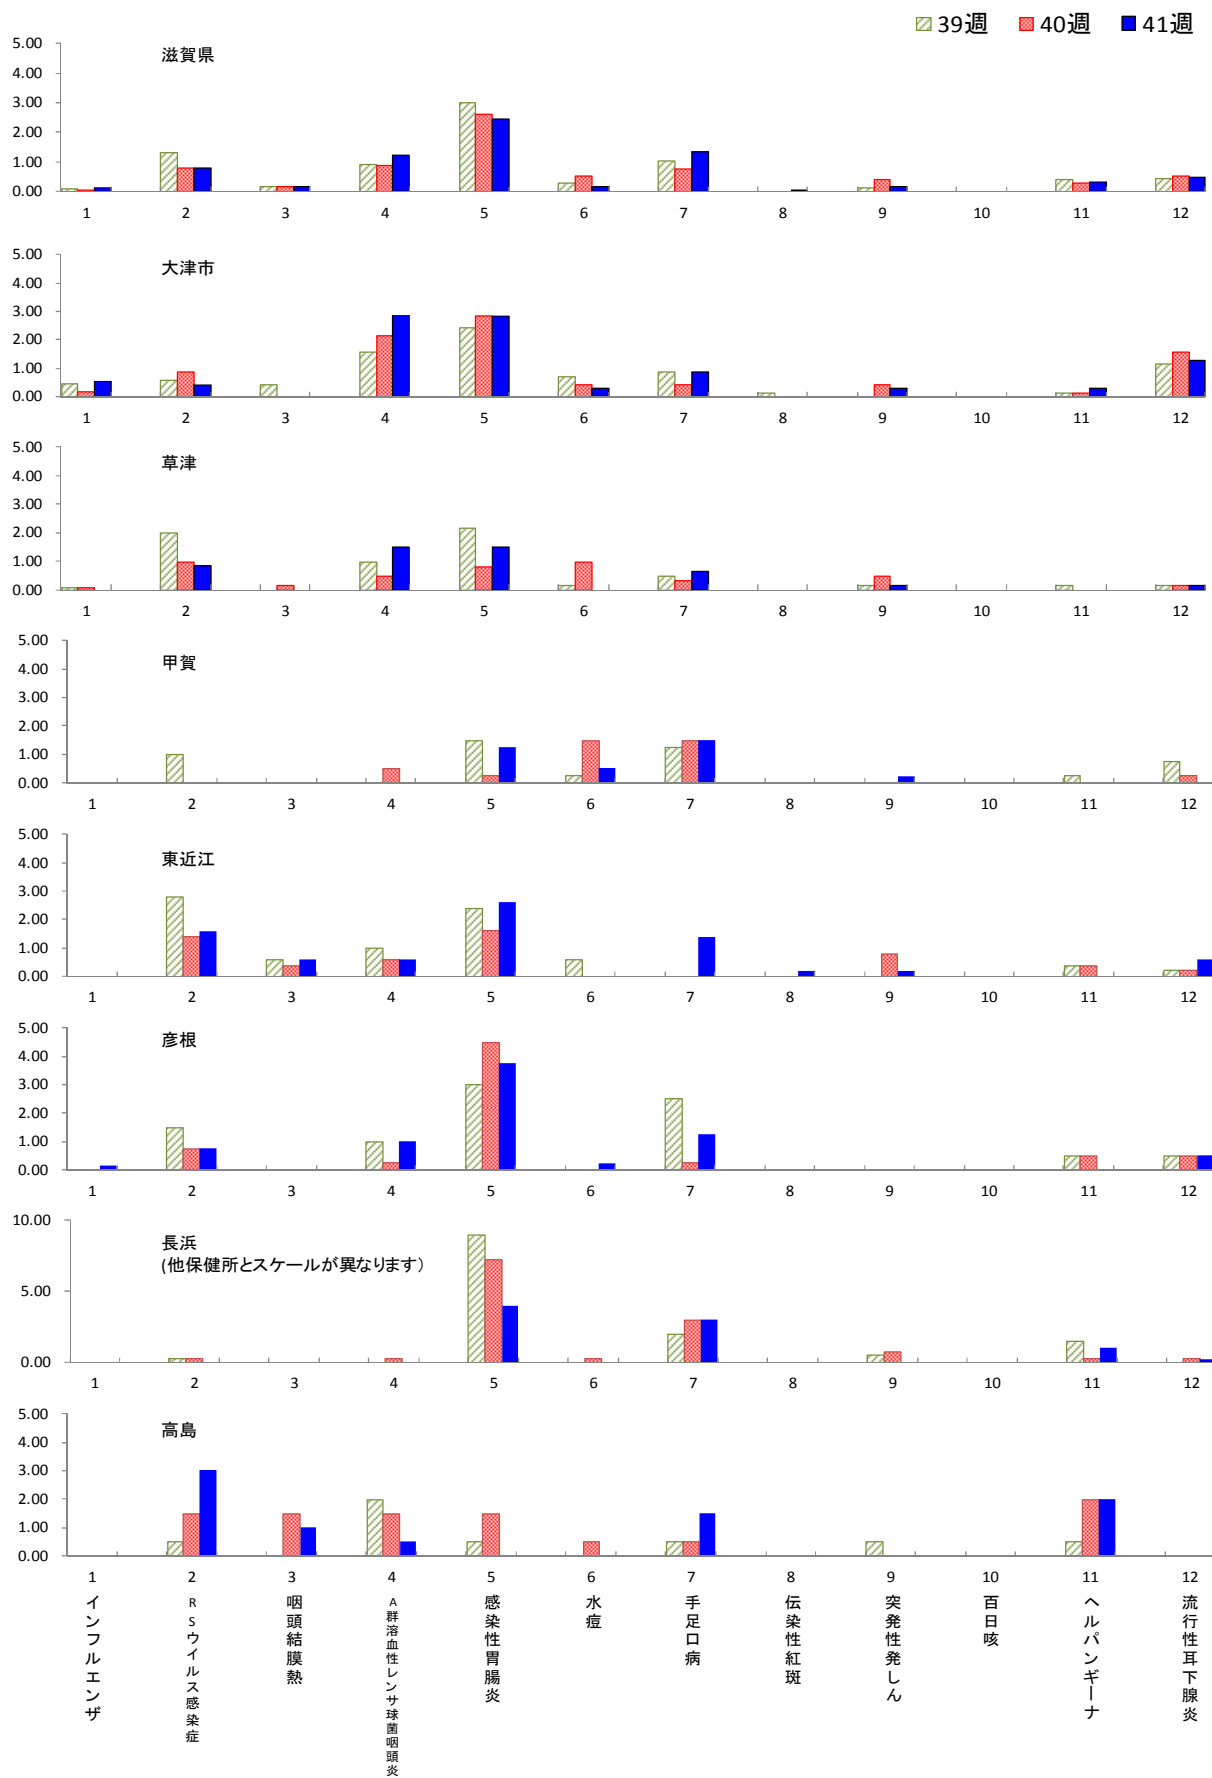 39週 40週 41週
滋賀県
5.00
4.00
3.00
2.00
1.00
0.00
1 2 3 4 5 6 7 8 9 10 11 12
大津市
5.00
4.00
3.00
2.00
1.00
0.00
1 2 3 4 5 6 7 8 9 10 11 12
草津
5.00
4.00
3.00
2.00
1.00
0.00
1 2 3 4 5 6 7 8 9 10 11 12
甲賀
5.00
4.00
3.00
2.00
1.00
0.00
1 2 3 4 5 6 7 8 9 10 11 12
東近江
5.00
4.00
3.00
2.00
1.00
0.00
1 2 3 4 5 6 7 8 9 10 11 12
彦根
5.00
4.00
3.00
2.00
1.00
0.00
1 2 3 4 5 6 7 8 9 10 11 12
長浜
(他保健所とスケールが異なります)
10.00
5.00
0.00
1 2 3 4 5 6 7 8 9 10 11 12
高島
5.00
4.00
3.00
2.00
1.00
0.00
1 2 3 4 5 6 7 8 9 10 11 12
インフルエンザ
RSウイルス感染症
咽頭結膜熱
A群溶血性レンサ球菌咽頭炎
感染性胃腸炎
水痘
手足口病
伝染性紅斑
突発性発しん
百日咳
ヘルパンギーナ
流行性耳下腺炎